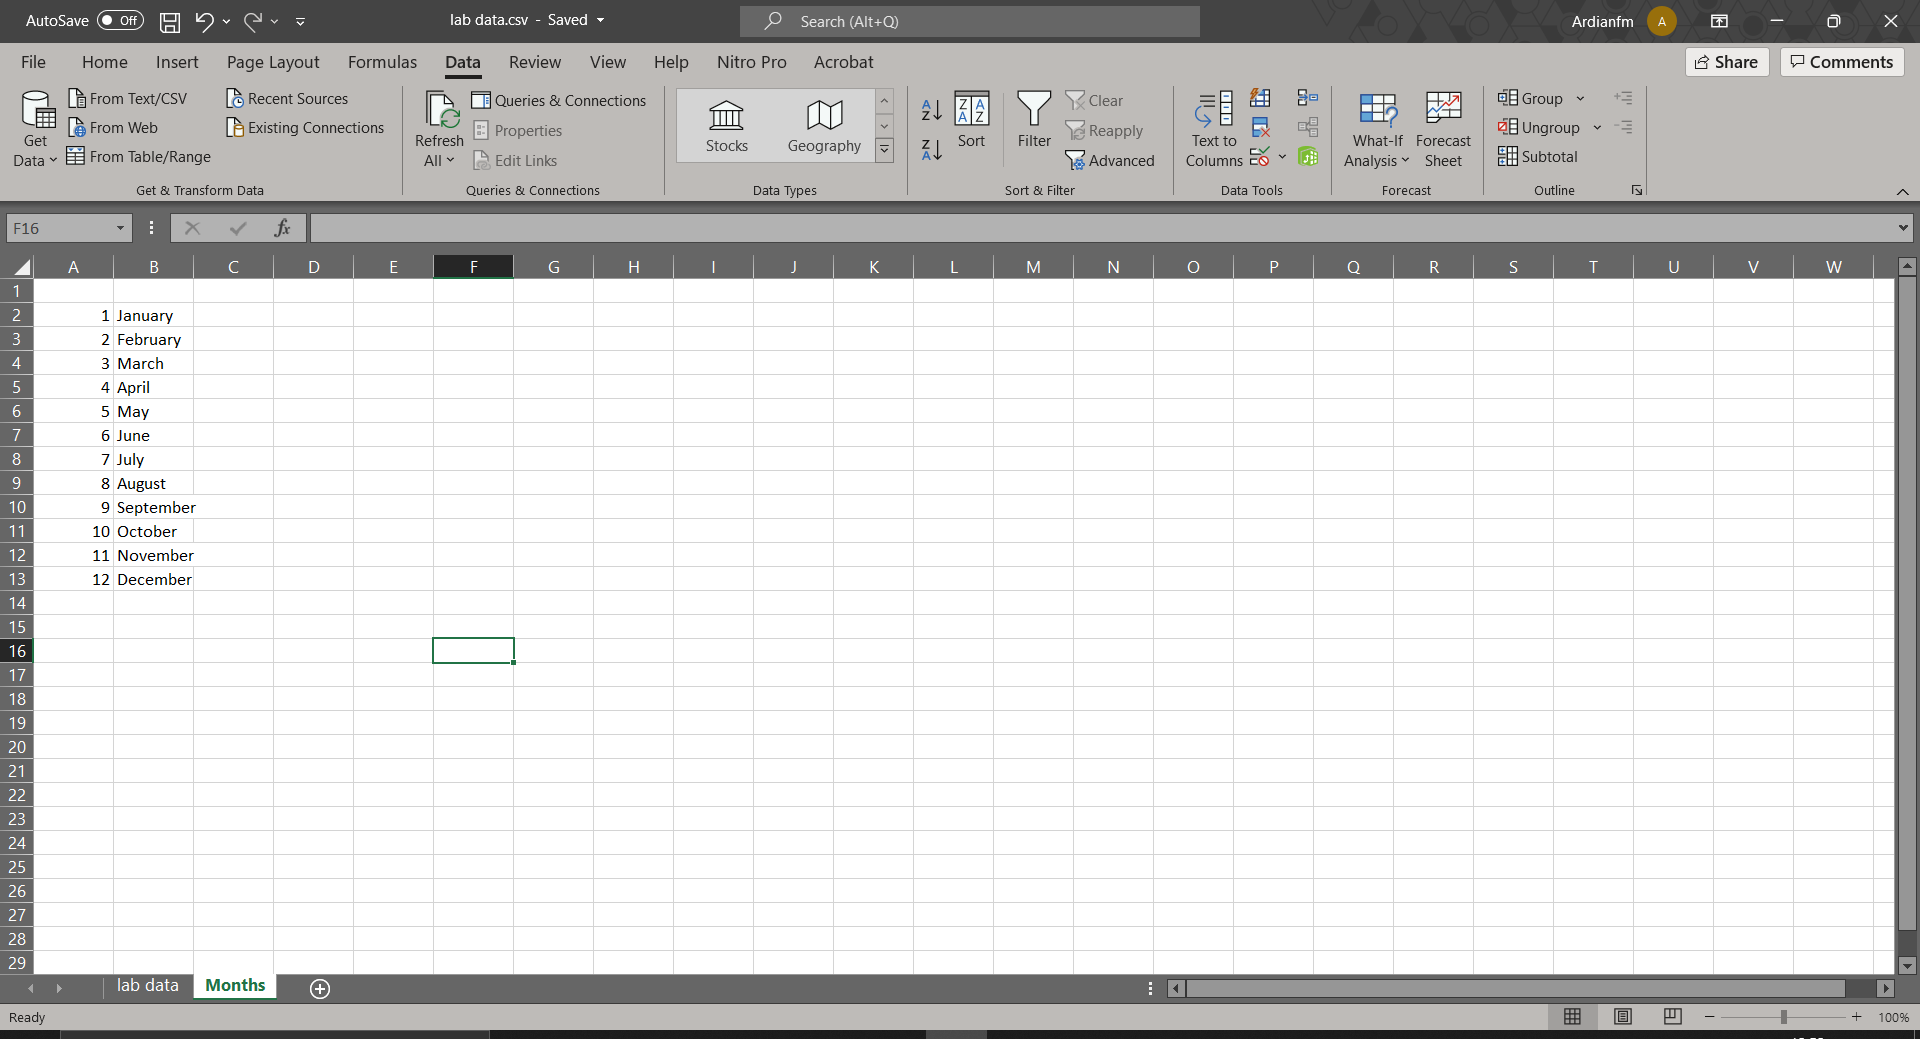 AutoSave Off
lab data.csv - Saved
Search (Alt+Q)
Ardianfm A
File Home Insert Page Layout Formulas Data Review View Help Nitro Pro Acrobat Share Comments
Get Data
From Text/CSV
From Web
From Table/Range
Recent Sources
Existing Connections
Get & Transform Data
Refresh All
Queries & Connections
Properties
Edit Links
Queries & Connections
Stocks
Geography
Data Types
Sort
Filter
Clear
Reapply
Advanced
Sort & Filter
Text to Columns
Data Tools
What-If Analysis
Forecast Sheet
Forecast
Group
Ungroup
Subtotal
Outline
F16
fx
A B C D E F G H I J K L M N O P Q R S T U V W
1
2 1 January
3 2 February
4 3 March
5 4 April
6 5 May
7 6 June
8 7 July
9 8 August
10 9 September
11 10 October
12 11 November
13 12 December
14
15
16
17
18
19
20
21
22
23
24
25
26
27
28
29
lab data Months
Ready
100%